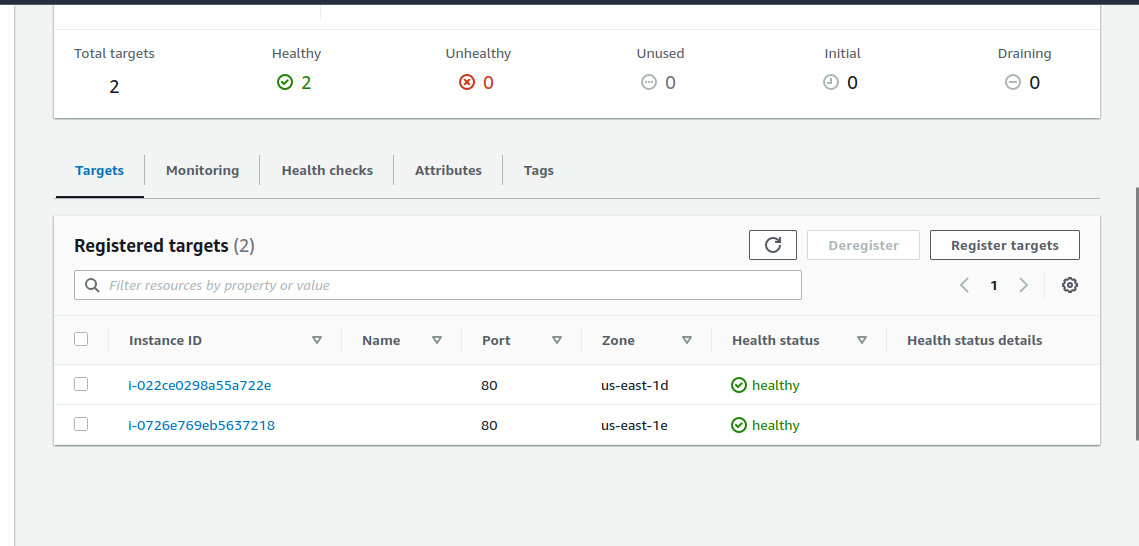 Total targets Healthy Unhealthy Unused Initial Draining
2 2 0 0 0 0
Targets Monitoring Health checks Attributes Tags
Registered targets (2) Deregister Register targets
Filter resources by property or value 1
Instance ID Name Port Zone Health status Health status details
i-022ce0298a55a722e 80 us-east-1d healthy
i-0726e769eb5637218 80 us-east-1e healthy